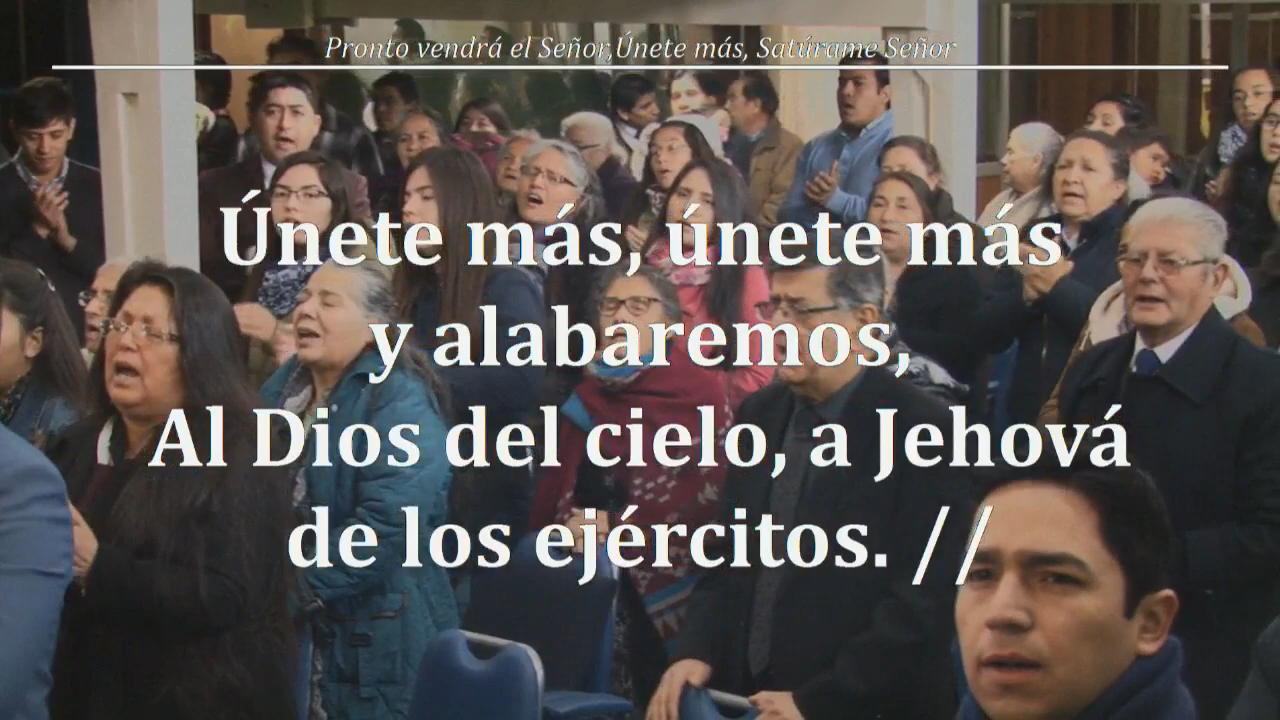 Pronto vendrá el Señor,Únete más, Satúrame Señor
Únete más, únete más
y alabaremos,
Al Dios del cielo, a Jehová
de los ejércitos. //